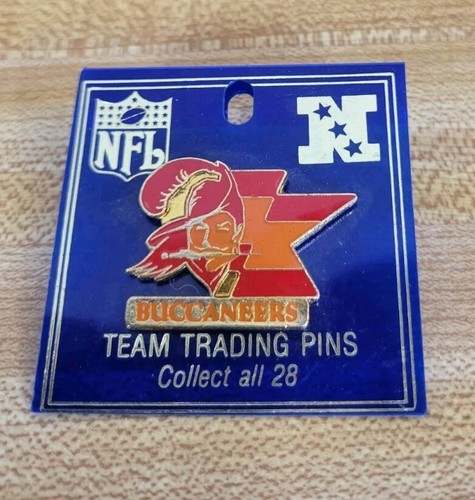 NFL
N
BUCCANEERS
TEAM TRADING PINS
Collect all 28